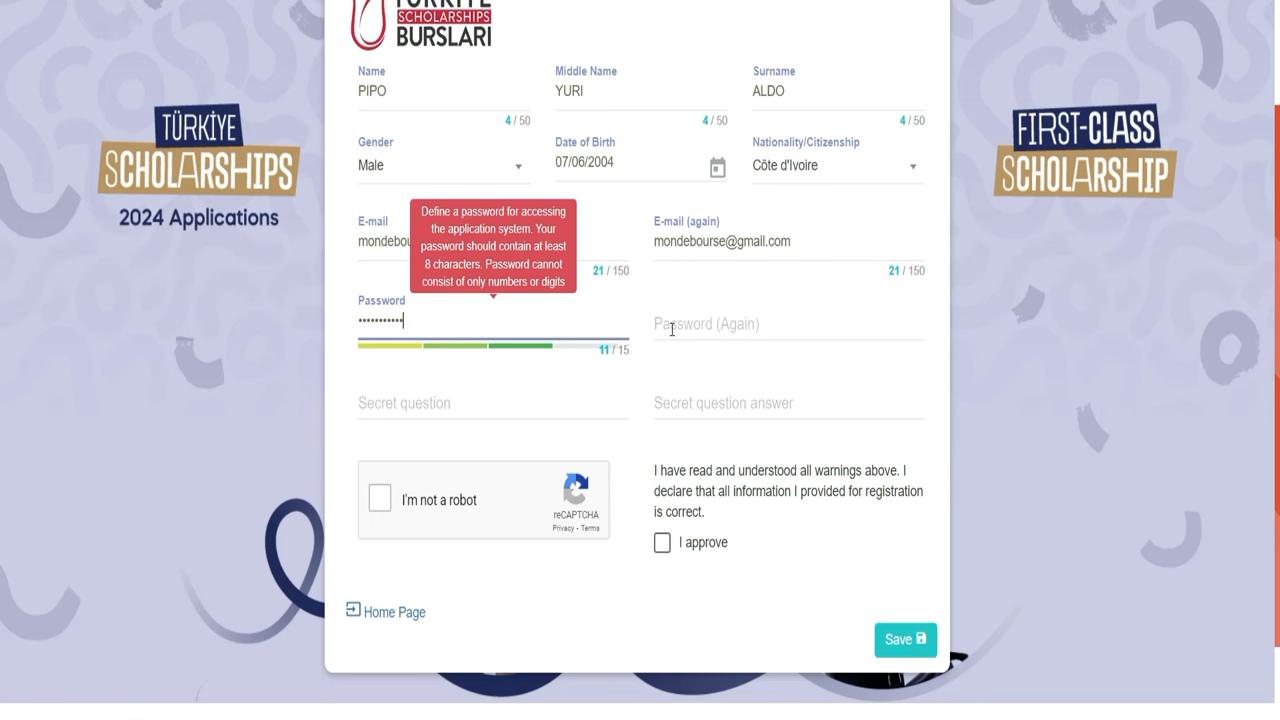 TÜRKİYE
SCHOLARSHIPS
BURSLARI
Name
PIPO
4 / 50
Middle Name
YURI
4 / 50
Surname
ALDO
4 / 50
Gender
Male
Date of Birth
07/06/2004
Nationality/Citizenship
Côte d'Ivoire
TÜRKİYE
SCHOLARSHIPS
2024 Applications
FIRST-CLASS
SCHOLARSHIP
Define a password for accessing
the application system. Your
password should contain at least
8 characters. Password cannot
consist of only numbers or digits
E-mail
mondebou
21 / 150
E-mail (again)
mondebourse@gmail.com
21 / 150
Password
•••••••••••
11 / 15
Password (Again)
Secret question
Secret question answer
I'm not a robot
reCAPTCHA
Privacy - Terms
I have read and understood all warnings above. I
declare that all information I provided for registration
is correct.
I approve
Home Page
Save